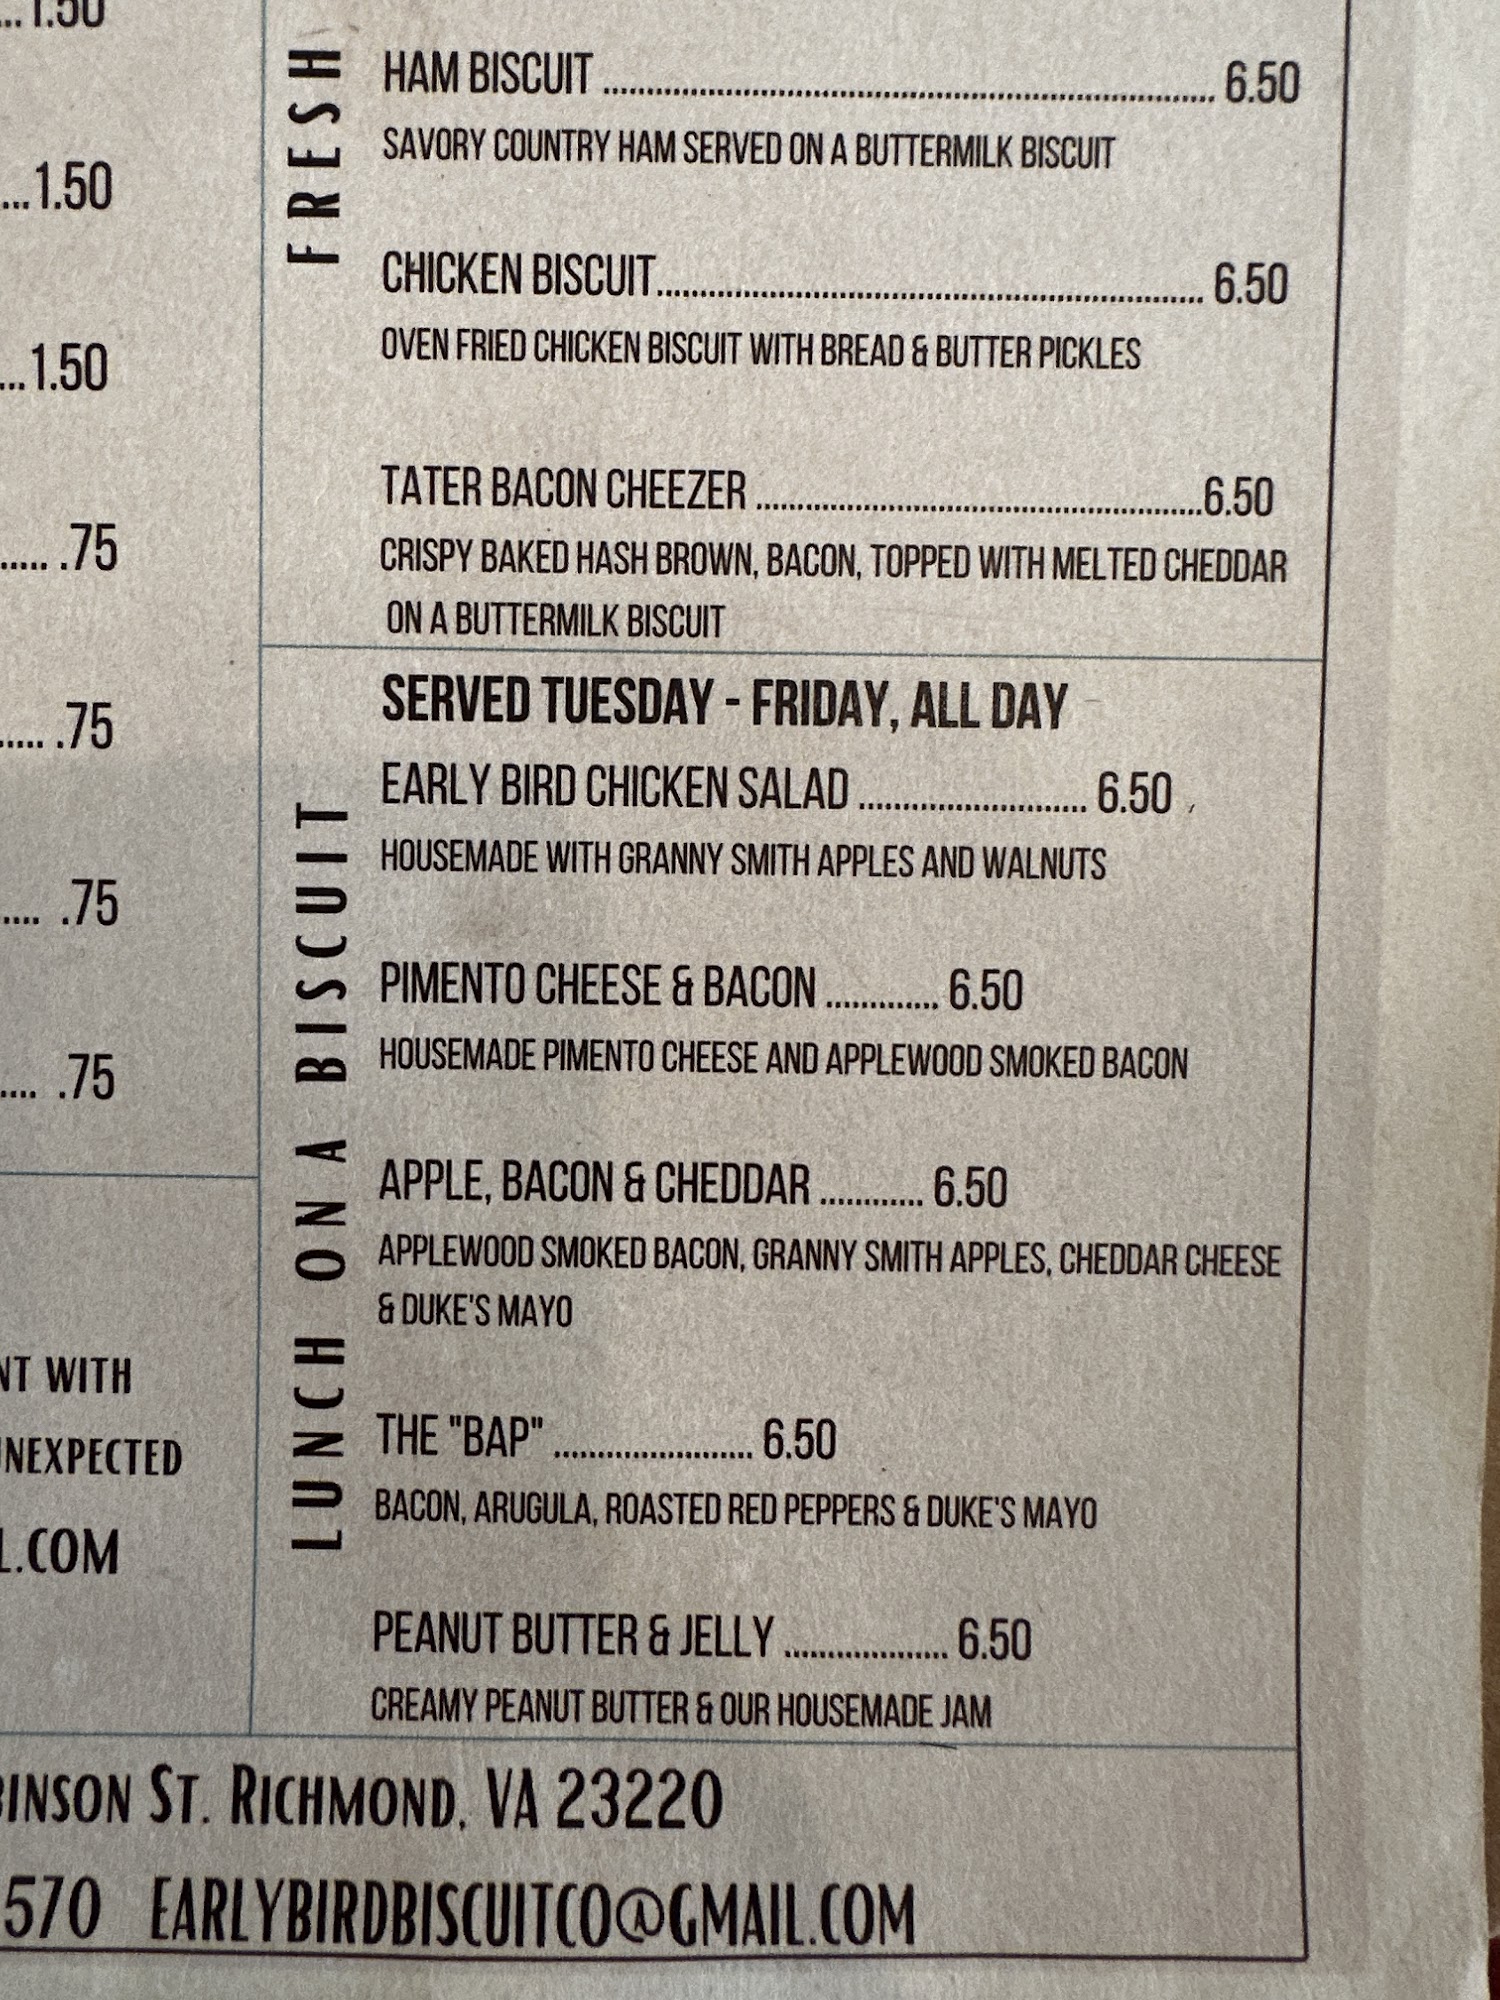 ...1.50
...1.50
...1.50
..... .75
..... .75
.... .75
.... .75
WITH
.COM
FRESH
HAM BISCUIT ........ 6.50
SAVORY COUNTRY HAM SERVED ON A BUTTERMILK BISCUIT
CHICKEN BISCUIT........ 6.50
OVEN FRIED CHICKEN BISCUIT WITH BREAD & BUTTER PICKLES
TATER BACON CHEEZER ........6.50
CRISPY BAKED HASH BROWN, BACON, TOPPED WITH MELTED CHEDDAR
ON A BUTTERMILK BISCUIT
LUNCH ON A BISCUIT
SERVED TUESDAY - FRIDAY, ALL DAY
EARLY BIRD CHICKEN SALAD ........ 6.50
HOUSEMADE WITH GRANNY SMITH APPLES AND WALNUTS
PIMENTO CHEESE & BACON ........ 6.50
HOUSEMADE PIMENTO CHEESE AND APPLEWOOD SMOKED BACON
APPLE, BACON & CHEDDAR ........ 6.50
APPLEWOOD SMOKED BACON, GRANNY SMITH APPLES, CHEDDAR CHEESE
& DUKE'S MAYO
THE "BAP" ........ 6.50
BACON, ARUGULA, ROASTED RED PEPPERS & DUKE'S MAYO
PEANUT BUTTER & JELLY ........ 6.50
CREAMY PEANUT BUTTER & OUR HOUSEMADE JAM
INSON ST. RICHMOND, VA 23220
570 EARLYBIRDBISCUITCO@GMAIL.COM